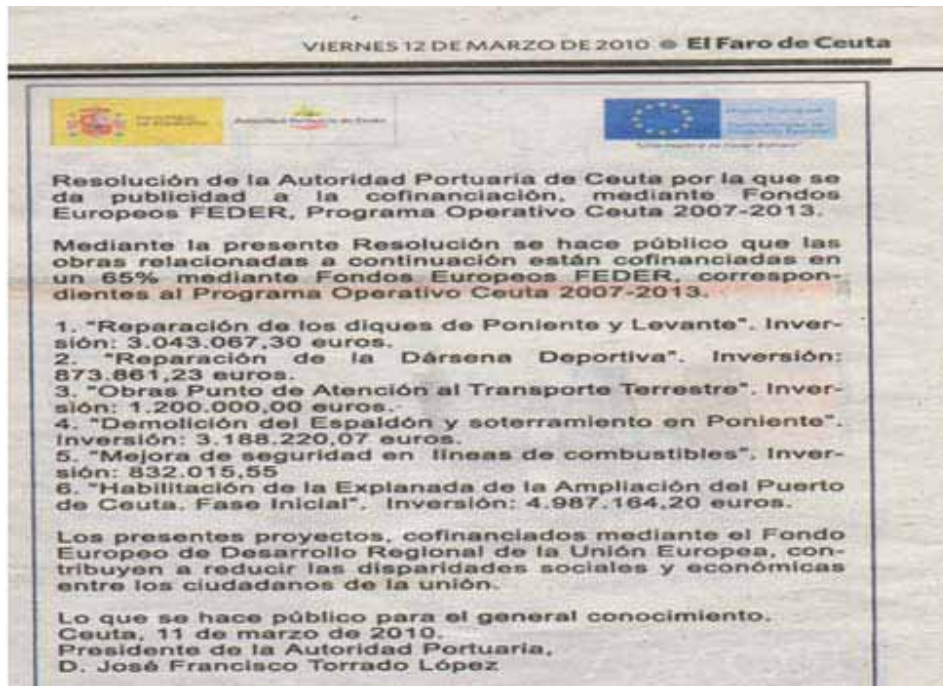 VIERNES 12 DE MARZO DE 2010 El Faro de Ceuta
Autoridad Portuaria de Ceuta
Resolución de la Autoridad Portuaria de Ceuta por la que se
da publicidad a la cofinanciación, mediante Fondos
Europeos FEDER, Programa Operativo Ceuta 2007-2013.
Mediante la presente Resolución se hace público que las
obras relacionadas a continuación están cofinanciadas en
un 65% mediante Fondos Europeos FEDER, correspon-
dientes al Programa Operativo Ceuta 2007-2013.
1. "Reparación de los diques de Poniente y Levante". Inver-
sión: 3.043.067,30 euros.
2. "Reparación de la Dársena Deportiva". Inversión:
873.861,23 euros.
3. "Obras Punto de Atención al Transporte Terrestre". Inver-
sión: 1.200.000,00 euros.
4. "Demolición del Espaldón y soterramiento en Poniente".
Inversión: 3.188.220,07 euros.
5. "Mejora de seguridad en líneas de combustibles". Inver-
sión: 832.015,55
6. "Habilitación de la Explanada de la Ampliación del Puerto
de Ceuta. Fase Inicial". Inversión: 4.987.164,20 euros.
Los presentes proyectos, cofinanciados mediante el Fondo
Europeo de Desarrollo Regional de la Unión Europea, con-
tribuyen a reducir las disparidades sociales y económicas
entre los ciudadanos de la unión.
Lo que se hace público para el general conocimiento.
Ceuta, 11 de marzo de 2010.
Presidente de la Autoridad Portuaria,
D. José Francisco Torrado López